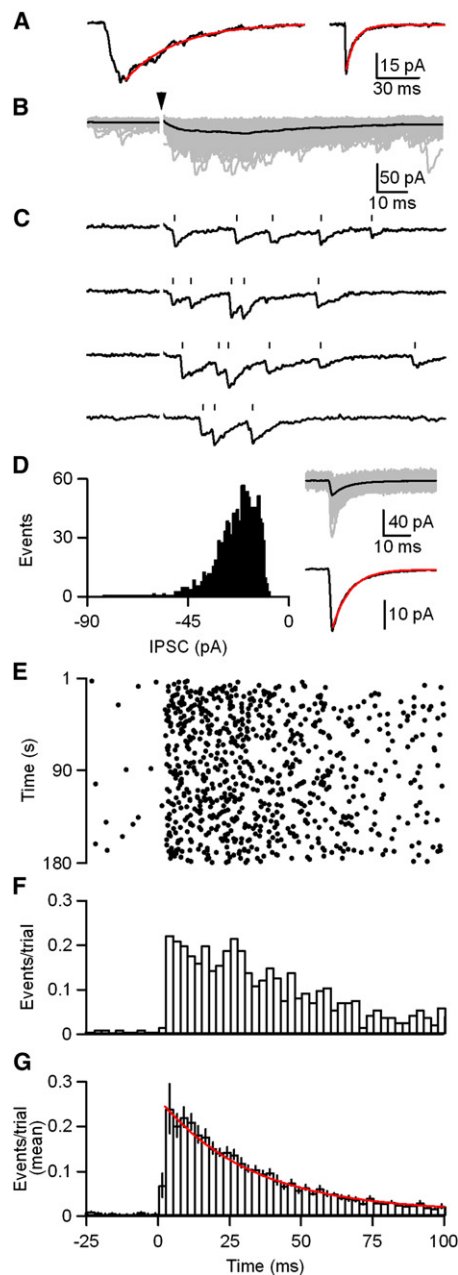 A
15 pA
30 ms
B
50 pA
10 ms
C
D
60
30
0
Events
-90
-45
0
IPSC (pA)
40 pA
10 ms
10 pA
E
1
90
180
Time (s)
F
0.3
0.2
0.1
0
Events/trial
G
0.3
0.2
0.1
0
Events/trial
(mean)
-25
0
25
50
75
100
Time (ms)